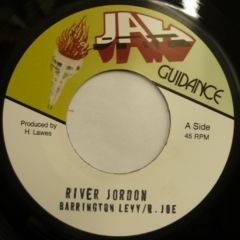 JAH
GUIDANCE
Produced by
H. Lawes
A Side
45 RPM
RIVER JORDON
BARRINGTON LEVY/R. JOE